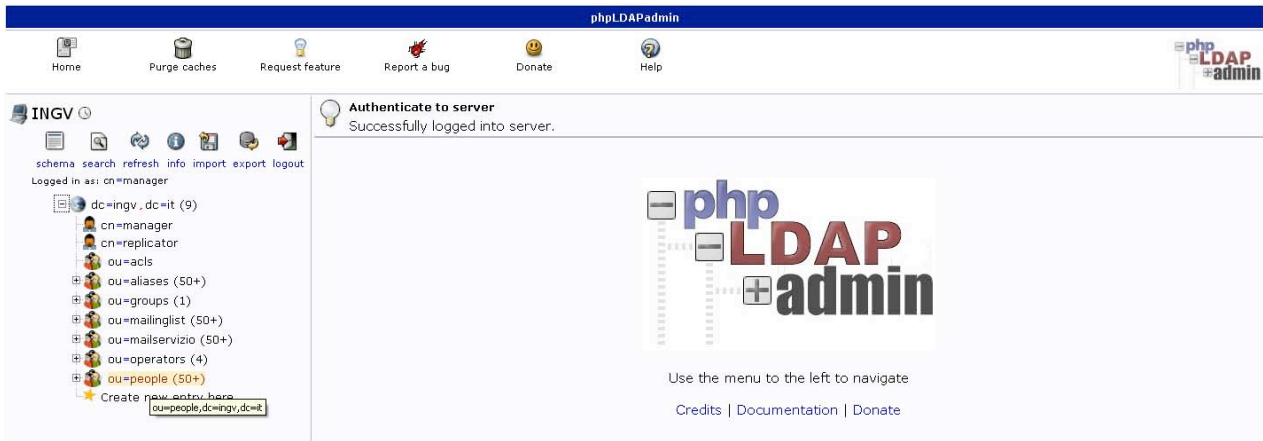 phpLDAPadmin
Home Purge caches Request feature Report a bug Donate Help
php
LDAP
admin
INGV
schema search refresh info import export logout
Logged in as: cn=manager
dc=ingv , dc=it (9)
cn=manager
cn=replicator
ou=acls
ou=aliases (50+)
ou=groups (1)
ou=mailinglist (50+)
ou=mailservizio (50+)
ou=operators (4)
ou=people (50+)
Create new entry here
ou=people,dc=ingv,dc=it
Authenticate to server
Successfully logged into server.
php
LDAP
admin
Use the menu to the left to navigate
Credits | Documentation | Donate